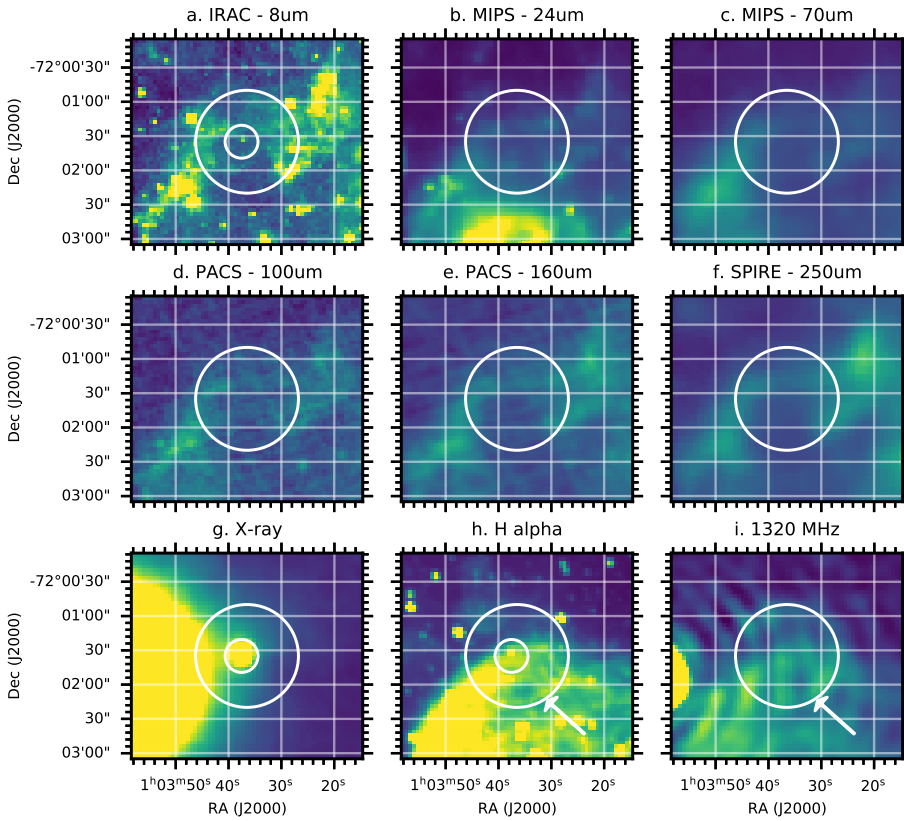 a. IRAC - 8um
b. MIPS - 24um
c. MIPS - 70um
Dec (J2000)
-72°00'30"
01'00"
30"
02'00"
30"
03'00"
d. PACS - 100um
e. PACS - 160um
f. SPIRE - 250um
Dec (J2000)
-72°00'30"
01'00"
30"
02'00"
30"
03'00"
g. X-ray
h. H alpha
i. 1320 MHz
Dec (J2000)
-72°00'30"
01'00"
30"
02'00"
30"
03'00"
1ʰ03ᵐ50ˢ 40ˢ 30ˢ 20ˢ
1ʰ03ᵐ50ˢ 40ˢ 30ˢ 20ˢ
1ʰ03ᵐ50ˢ 40ˢ 30ˢ 20ˢ
RA (J2000)
RA (J2000)
RA (J2000)